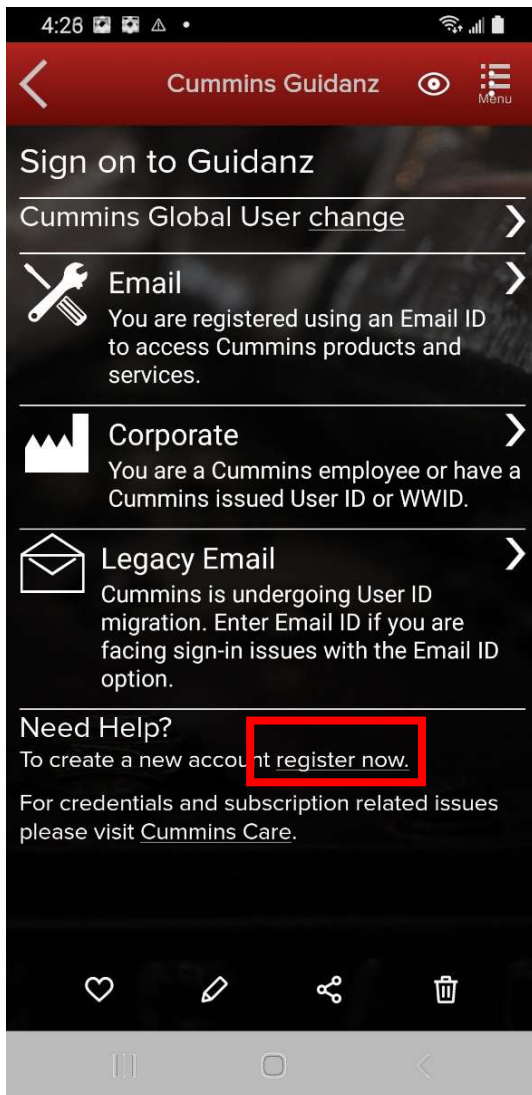 4:26
Cummins Guidanz
Menu
Sign on to Guidanz
Cummins Global User change
Email
You are registered using an Email ID
to access Cummins products and
services.
Corporate
You are a Cummins employee or have a
Cummins issued User ID or WWID.
Legacy Email
Cummins is undergoing User ID
migration. Enter Email ID if you are
facing sign-in issues with the Email ID
option.
Need Help?
To create a new account register now.
For credentials and subscription related issues
please visit Cummins Care.